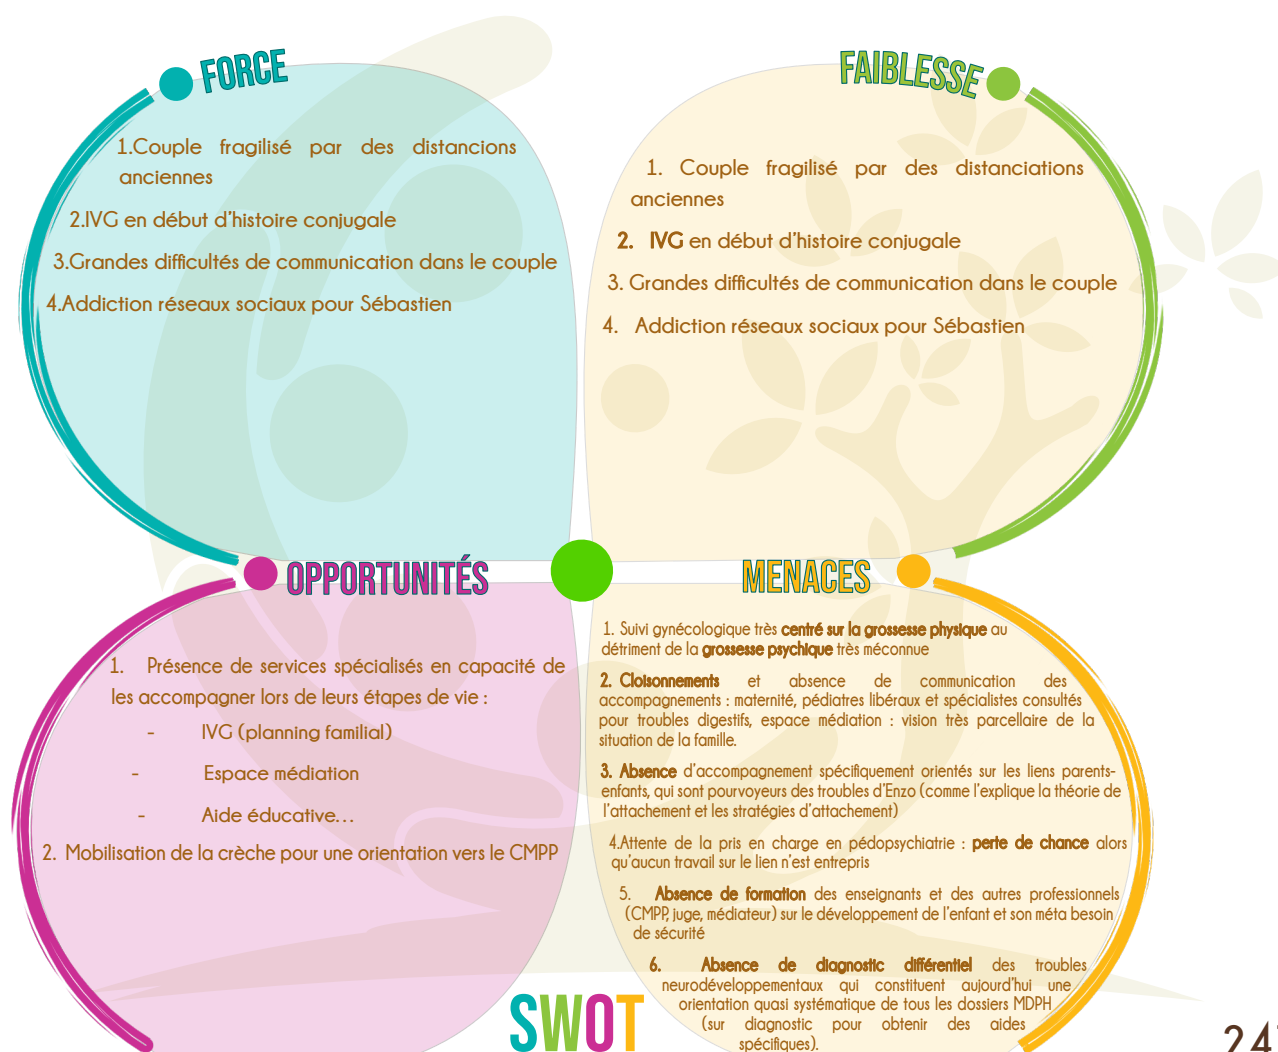 FORCE
1.Couple fragilisé par des distancions
anciennes
2.IVG en début d'histoire conjugale
3.Grandes difficultés de communication dans le couple
4.Addiction réseaux sociaux pour Sébastien
FAIBLESSE
1. Couple fragilisé par des distanciations
anciennes
2. IVG en début d'histoire conjugale
3. Grandes difficultés de communication dans le couple
4. Addiction réseaux sociaux pour Sébastien
OPPORTUNITÉS
1. Présence de services spécialisés en capacité de
les accompagner lors de leurs étapes de vie :
- IVG (planning familial)
- Espace médiation
- Aide éducative...
2. Mobilisation de la crèche pour une orientation vers le CMPP
MENACES
1. Suivi gynécologique très centré sur la grossesse physique au
détriment de la grossesse psychique très méconnue
2. Cloisonnements et absence de communication des
accompagnements : maternité, pédiatres libéraux et spécialistes consultés
pour troubles digestifs, espace médiation : vision très parcellaire de la
situation de la famille.
3. Absence d'accompagnement spécifiquement orientés sur les liens parents-
enfants, qui sont pourvoyeurs des troubles d'Enzo (comme l'explique la théorie de
l'attachement et les stratégies d'attachement)
4.Attente de la pris en charge en pédopsychiatrie : perte de chance alors
qu'aucun travail sur le lien n'est entrepris
5. Absence de formation des enseignants et des autres professionnels
(CMPP, juge, médiateur) sur le développement de l'enfant et son méta besoin
de sécurité
6. Absence de diagnostic différentiel des troubles
neurodéveloppementaux qui constituent aujourd'hui une
orientation quasi systématique de tous les dossiers MDPH
(sur diagnostic pour obtenir des aides
spécifiques).
SWOT